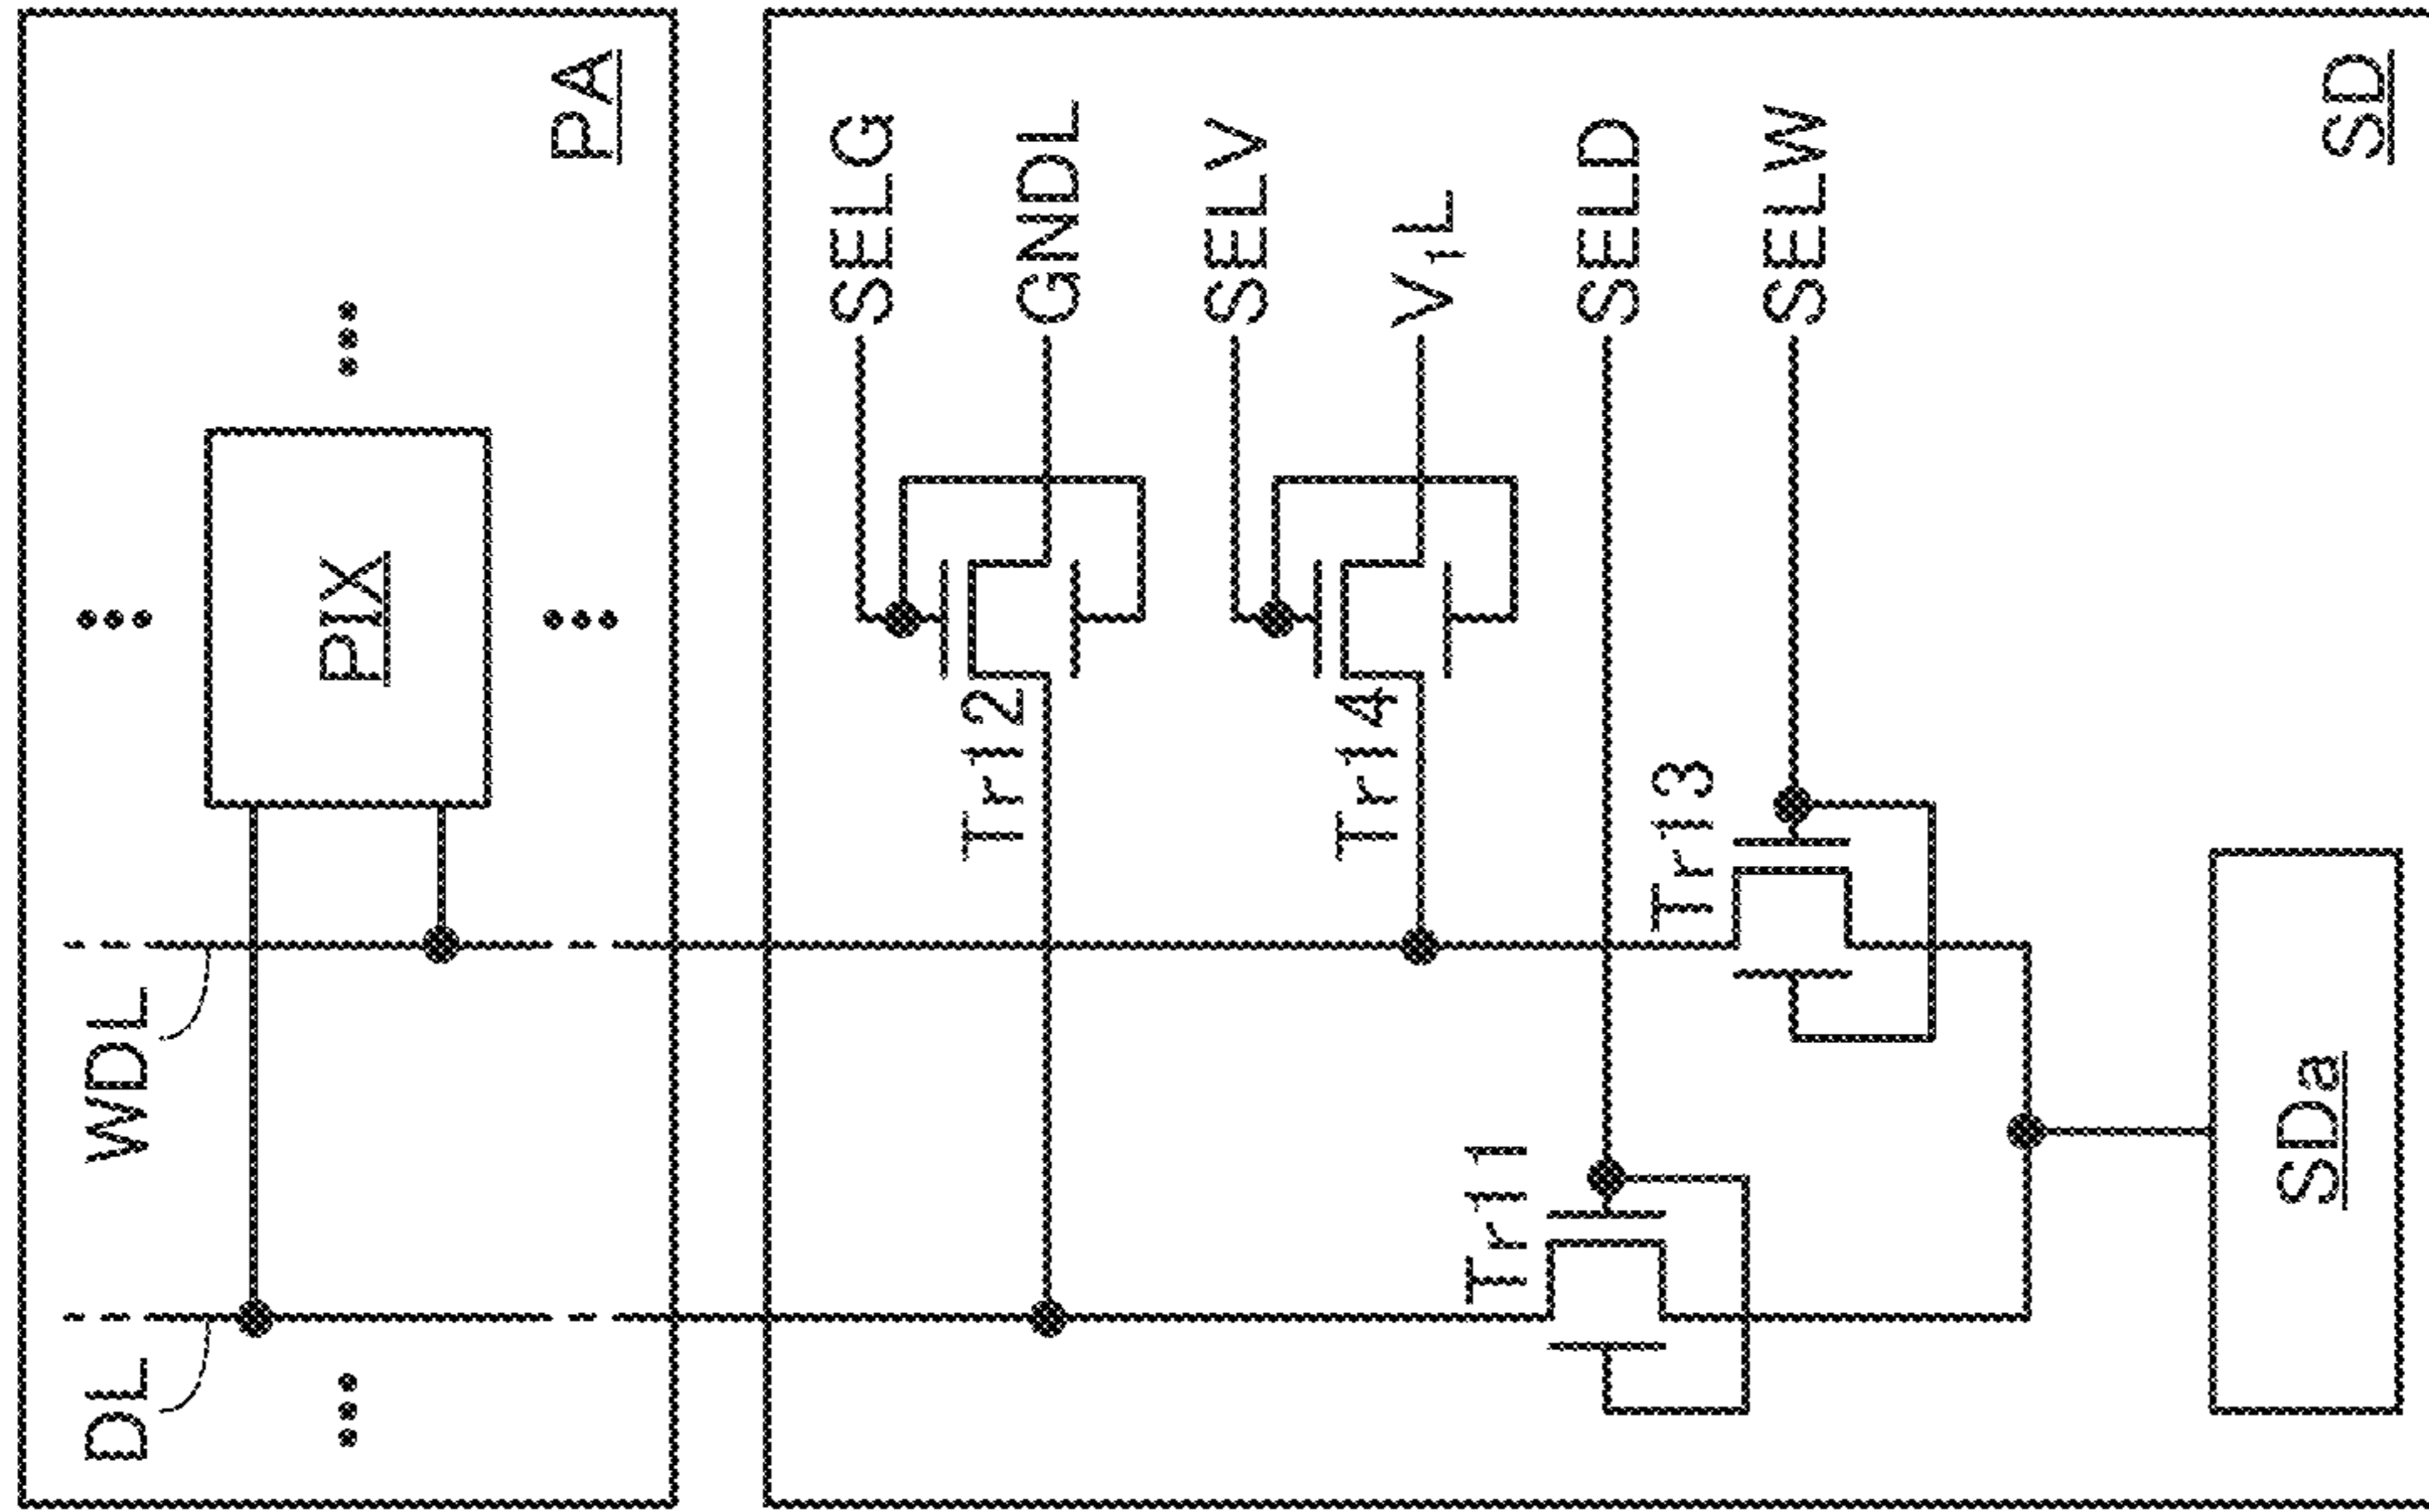 DL
WDL
PIX
PA
SELG
GNDL
Tr12
SELV
V₁L
Tr14
SELD
Tr11
SELW
Tr13
SDa
SD